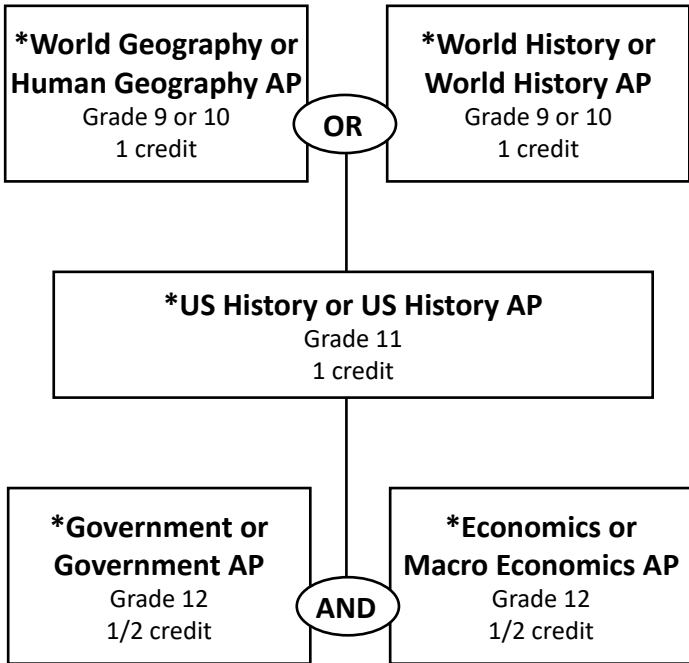 *World Geography or
Human Geography AP
Grade 9 or 10
1 credit
OR
*World History or
World History AP
Grade 9 or 10
1 credit
*US History or US History AP
Grade 11
1 credit
*Government or
Government AP
Grade 12
1/2 credit
AND
*Economics or
Macro Economics AP
Grade 12
1/2 credit